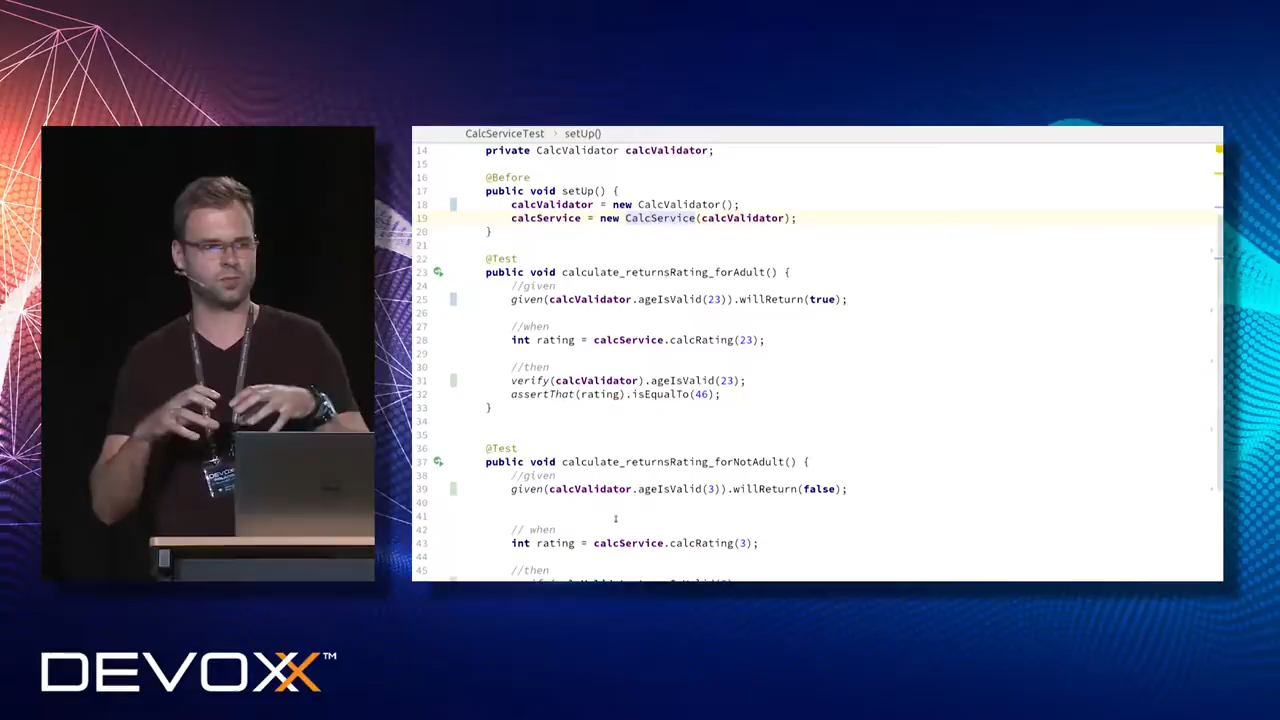 CalcServiceTest › setUp()
14 private CalcValidator calcValidator;
15
16 @Before
17 public void setUp() {
18 calcValidator = new CalcValidator();
19 calcService = new CalcService(calcValidator);
20 }
21
22 @Test
23 public void calculate_returnsRating_forAdult() {
24 //given
25 given(calcValidator.ageIsValid(23)).willReturn(true);
26
27 //when
28 int rating = calcService.calcRating(23);
29
30 //then
31 verify(calcValidator).ageIsValid(23);
32 assertThat(rating).isEqualTo(46);
33 }
34
35
36 @Test
37 public void calculate_returnsRating_forNotAdult() {
38 //given
39 given(calcValidator.ageIsValid(3)).willReturn(false);
40
41
42 // when
43 int rating = calcService.calcRating(3);
44
45 //then
DEVOXX
DEVOXX™